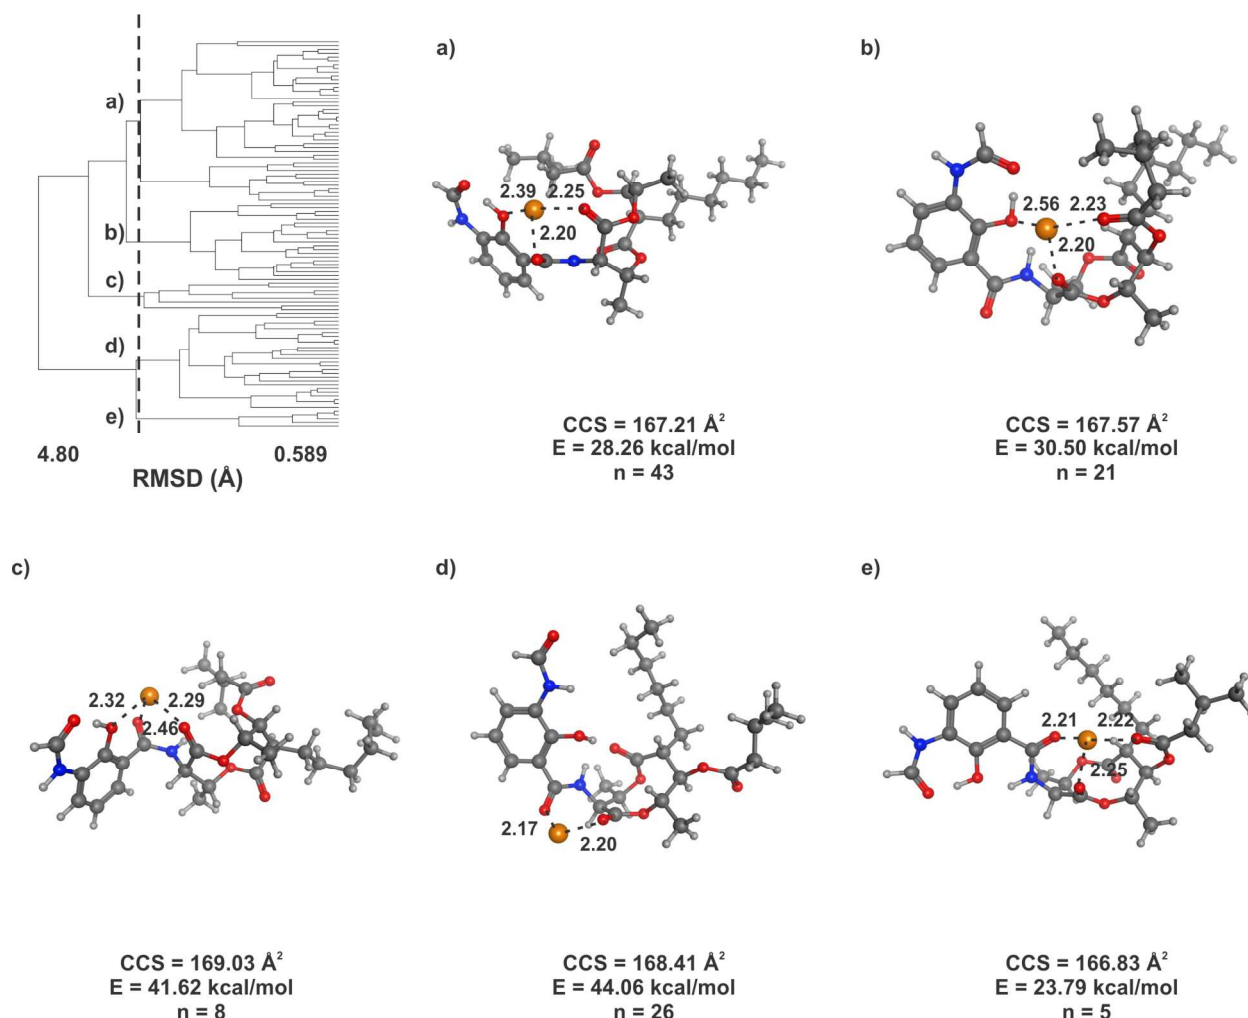 a)
b)
c)
d)
e)
4.80 0.589
RMSD (Å)
a)
2.39 2.25
2.20
CCS = 167.21 Å²
E = 28.26 kcal/mol
n = 43
b)
2.56 2.23
2.20
CCS = 167.57 Å²
E = 30.50 kcal/mol
n = 21
c)
2.32 2.29
2.46
CCS = 169.03 Å²
E = 41.62 kcal/mol
n = 8
d)
2.17 2.20
CCS = 168.41 Å²
E = 44.06 kcal/mol
n = 26
e)
2.21 2.22
2.25
CCS = 166.83 Å²
E = 23.79 kcal/mol
n = 5